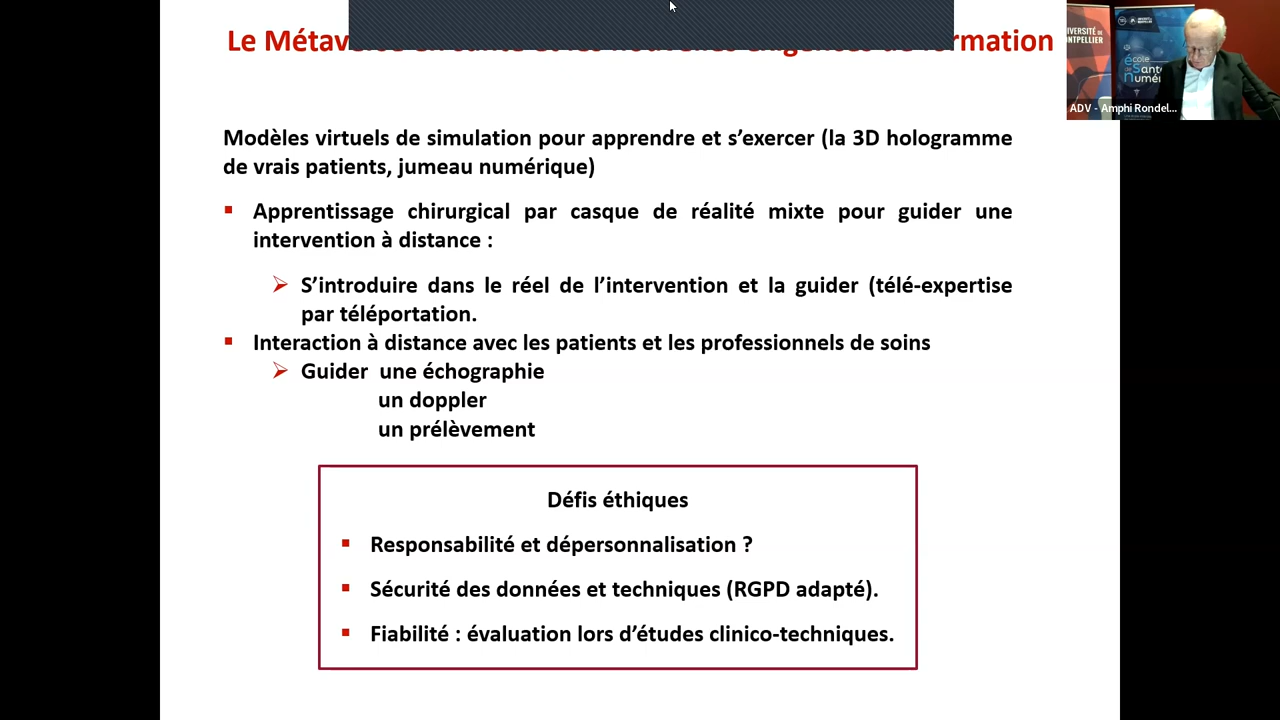 Le Métav
rmation
Modèles virtuels de simulation pour apprendre et s’exercer (la 3D hologramme
de vrais patients, jumeau numérique)
▪ Apprentissage chirurgical par casque de réalité mixte pour guider une
intervention à distance :
➢ S’introduire dans le réel de l’intervention et la guider (télé-expertise
par téléportation.
▪ Interaction à distance avec les patients et les professionnels de soins
➢ Guider une échographie
un doppler
un prélèvement
Défis éthiques
▪ Responsabilité et dépersonnalisation ?
▪ Sécurité des données et techniques (RGPD adapté).
▪ Fiabilité : évaluation lors d’études clinico-techniques.
ADV - Amphi Rondel...